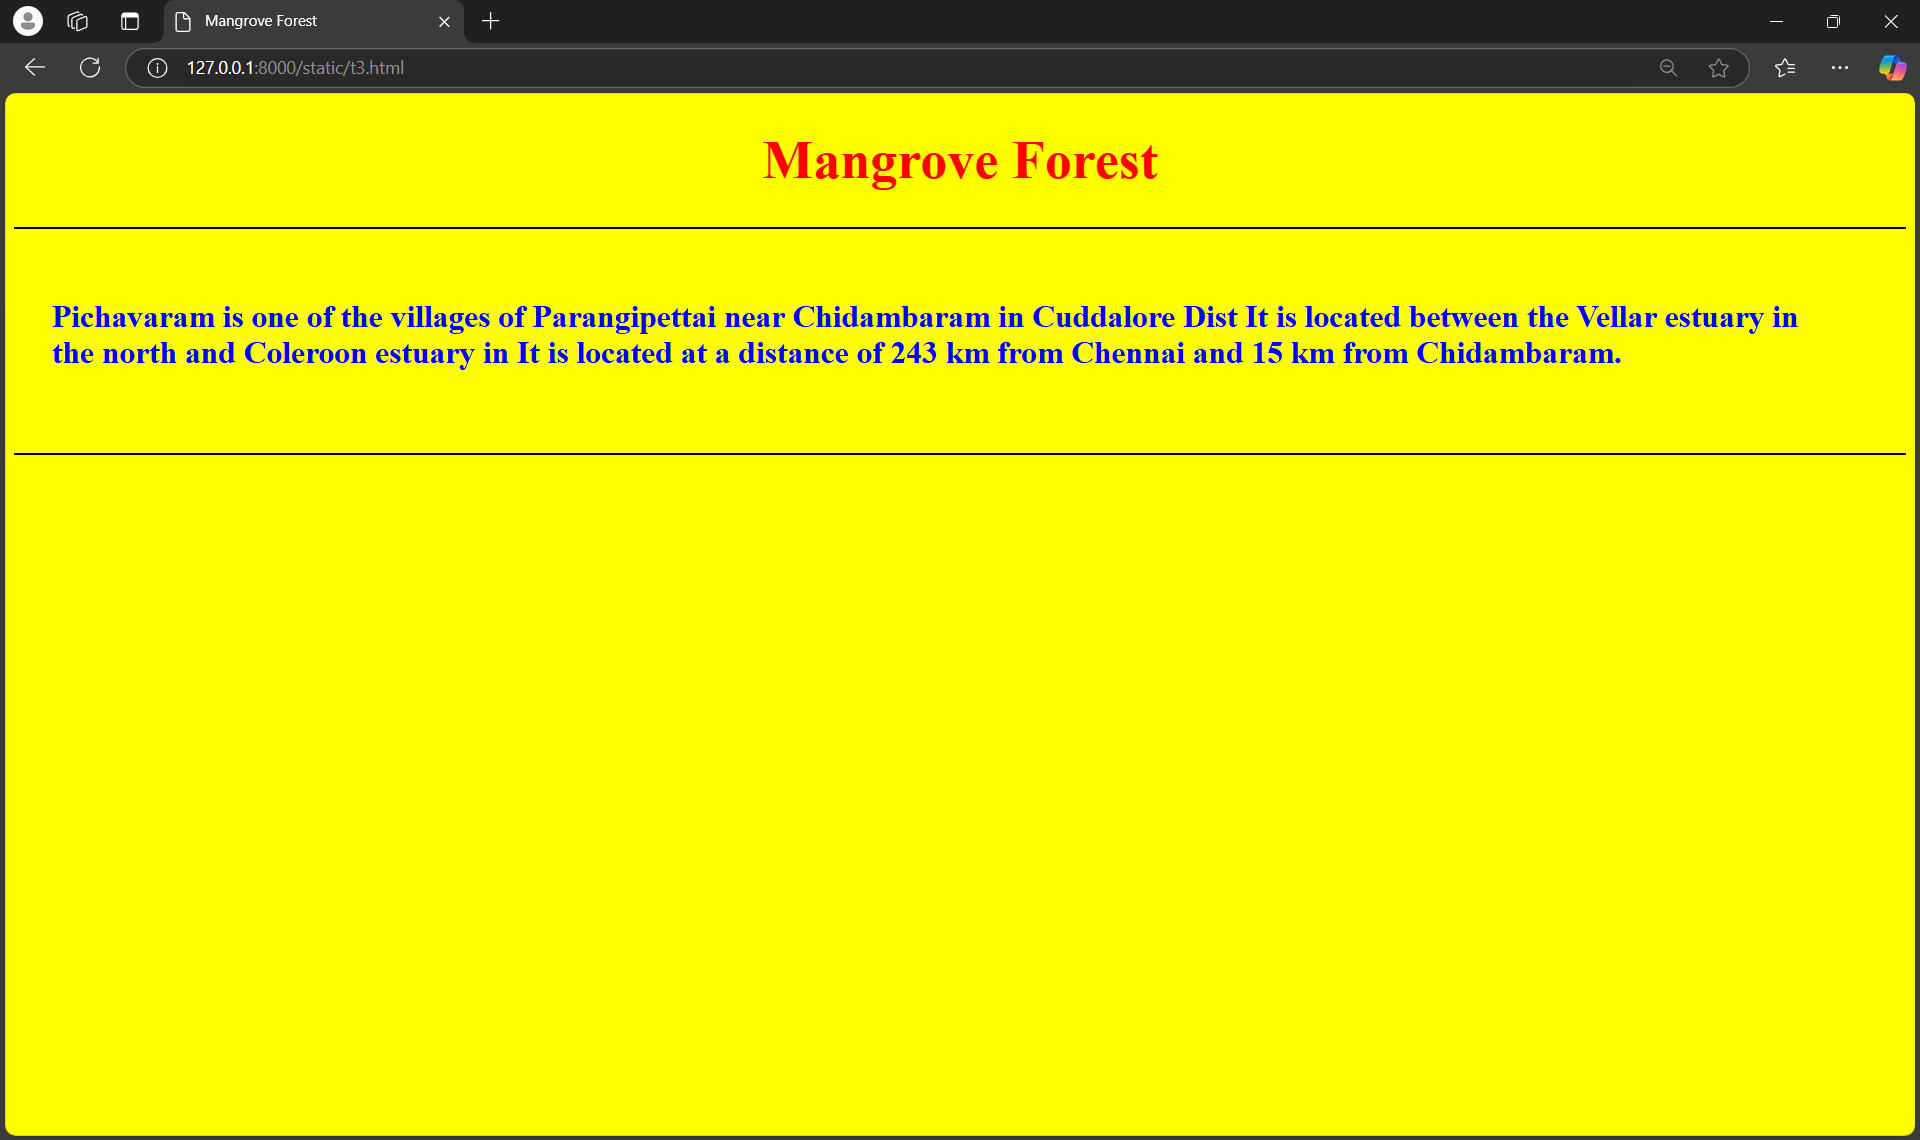 Mangrove Forest
127.0.0.1:8000/static/t3.html
Mangrove Forest
Pichavaram is one of the villages of Parangipettai near Chidambaram in Cuddalore Dist It is located between the Vellar estuary in
the north and Coleroon estuary in It is located at a distance of 243 km from Chennai and 15 km from Chidambaram.